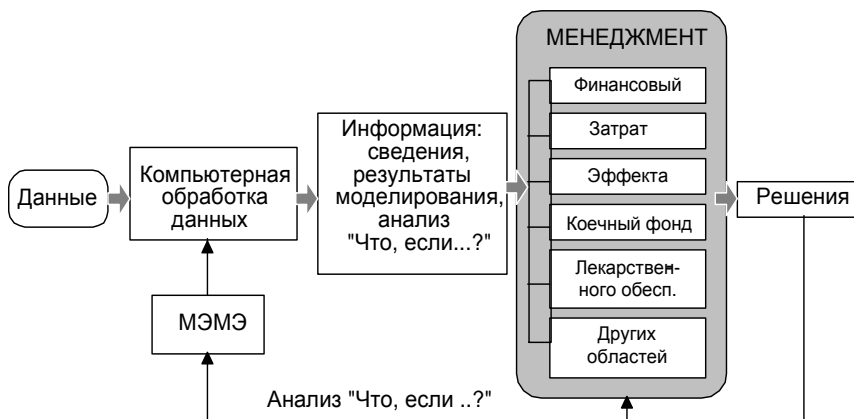 МЕНЕДЖМЕНТ
Финансовый
Затрат
Эффекта
Коечный фонд
Лекарствен-
ного обесп.
Других
областей
Данные
Компьютерная
обработка
данных
Информация:
сведения,
результаты
моделирования,
анализ
"Что, если...?"
Решения
МЭМЭ
Анализ "Что, если ..?"